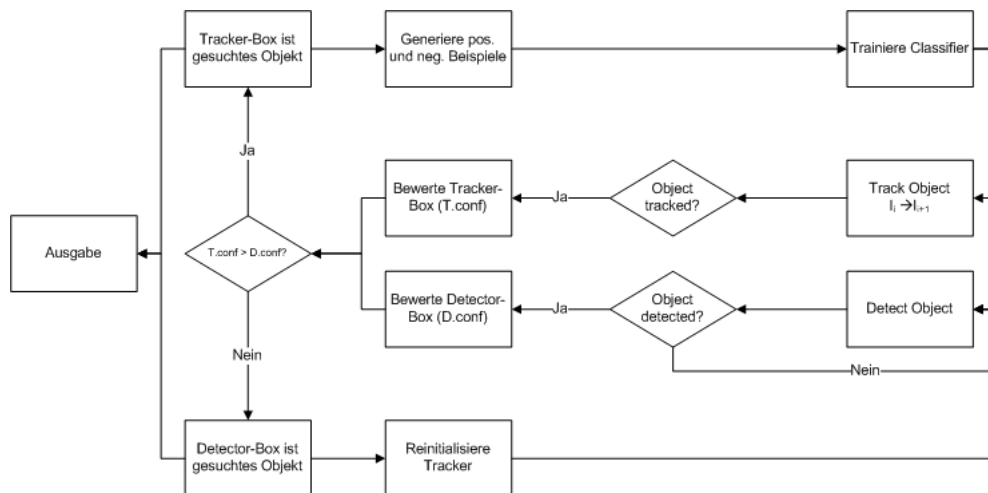 Tracker-Box ist
gesuchtes Objekt
Generiere pos.
und neg. Beispiele
Trainiere Classifier
Ja
Bewerte Tracker-
Box (T.conf)
Ja
Object
tracked?
Track Object
Iᵢ →Iᵢ₊₁
Ausgabe
T.conf > D.conf?
Bewerte Detector-
Box (D.conf)
Ja
Object
detected?
Detect Object
Nein
Nein
Detector-Box ist
gesuchtes Objekt
Reinitialisiere
Tracker